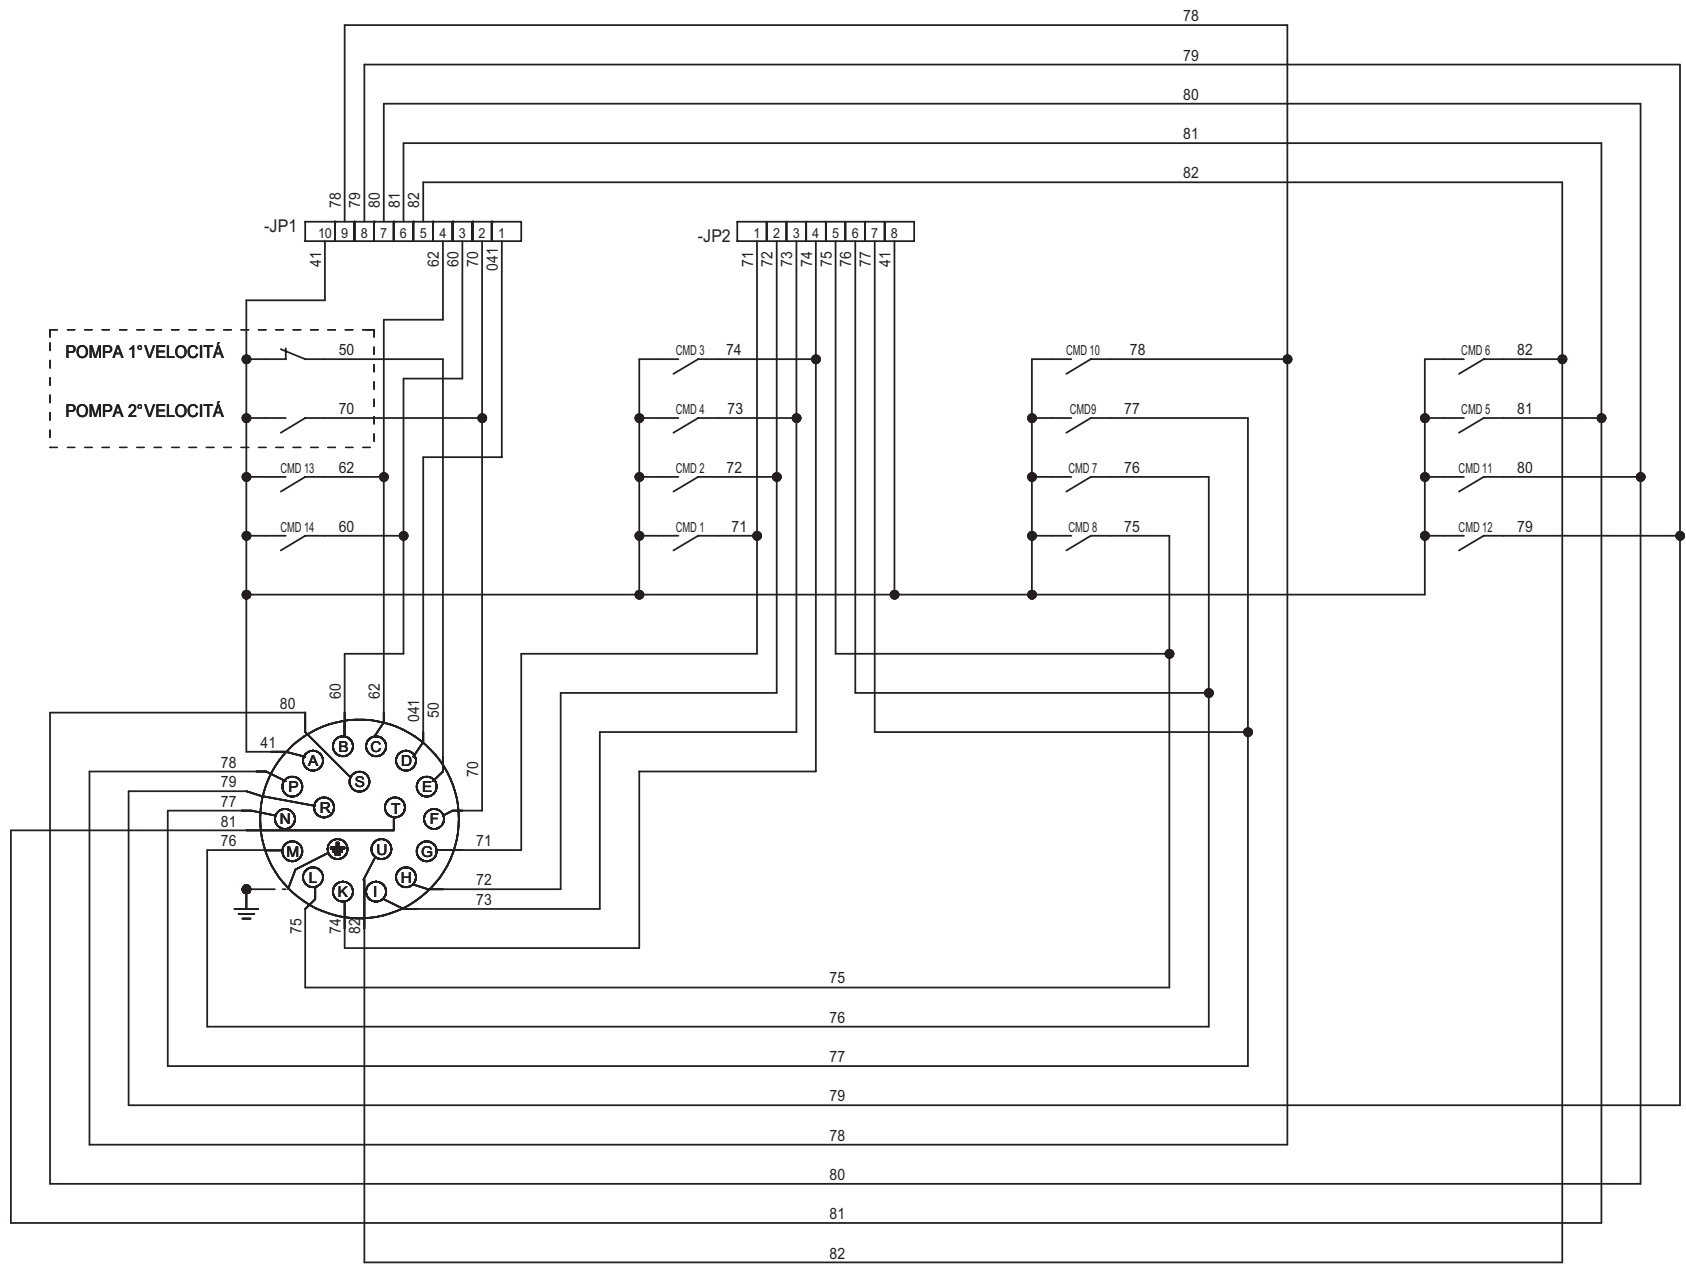 78
79
80
81
82
78 79 80 81 82
-JP1 10 9 8 7 6 5 4 3 2 1
-JP2 1 2 3 4 5 6 7 8
41 62 60 70 041
71 72 73 74 75 76 77 41
POMPA 1°VELOCITÁ 50
CMD 3 74
CMD 10 78
CMD 6 82
POMPA 2°VELOCITÁ 70
CMD 4 73
CMD9 77
CMD 5 81
CMD 13 62
CMD 2 72
CMD 7 76
CMD 11 80
CMD 14 60
CMD 1 71
CMD 8 75
CMD 12 79
80 60 62 041 50
41
78
79
77
81
76
70
71
72
73
A B C D E F G H I K L M N P R S T U
75 74 82
75
76
77
79
78
80
81
82